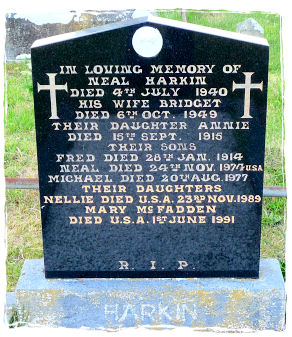 IN LOVING MEMORY OF
NEAL HARKIN
DIED 4TH JULY 1940
HIS WIFE BRIDGET
DIED 6TH OCT. 1949
THEIR DAUGHTER ANNIE
DIED 15TH SEPT. 1915
THEIR SONS
FRED DIED 28TH JAN. 1914
NEAL DIED 24TH NOV. 1974 U.S.A
MICHAEL DIED 20TH AUG. 1977
THEIR DAUGHTERS
NELLIE DIED U.S.A. 23RD NOV. 1989
MARY MCFADDEN
DIED U.S.A. 1ST JUNE 1991
R. I. P
HARKIN